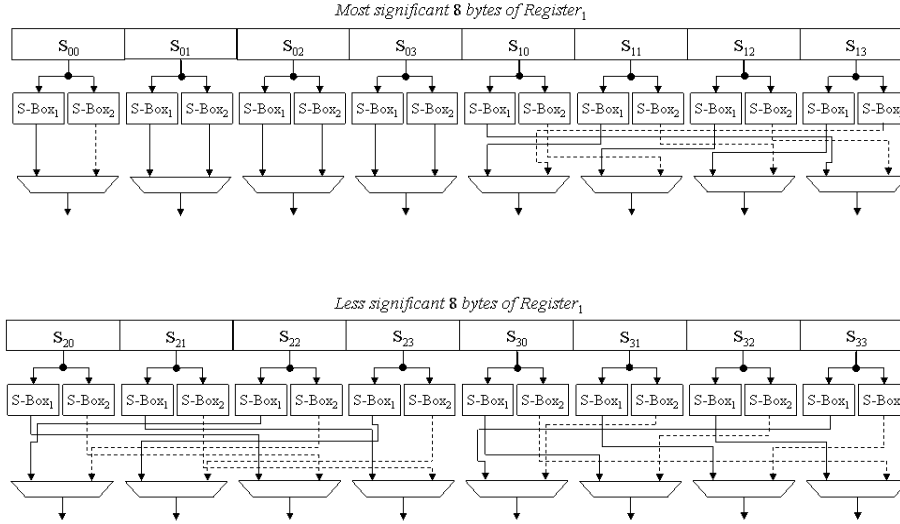 Most significant 8 bytes of Register₁
S₀₀ S₀₁ S₀₂ S₀₃ S₁₀ S₁₁ S₁₂ S₁₃
S-Box₁ S-Box₂ S-Box₁ S-Box₂ S-Box₁ S-Box₂ S-Box₁ S-Box₂ S-Box₁ S-Box₂ S-Box₁ S-Box₂ S-Box₁ S-Box₂ S-Box₁ S-Box
Less significant 8 bytes of Register₁
S₂₀ S₂₁ S₂₂ S₂₃ S₃₀ S₃₁ S₃₂ S₃₃
S-Box₁ S-Box₂ S-Box₁ S-Box₂ S-Box₁ S-Box₂ S-Box₁ S-Box₂ S-Box₁ S-Box₂ S-Box₁ S-Box₂ S-Box₁ S-Box₂ S-Box₁ S-Box